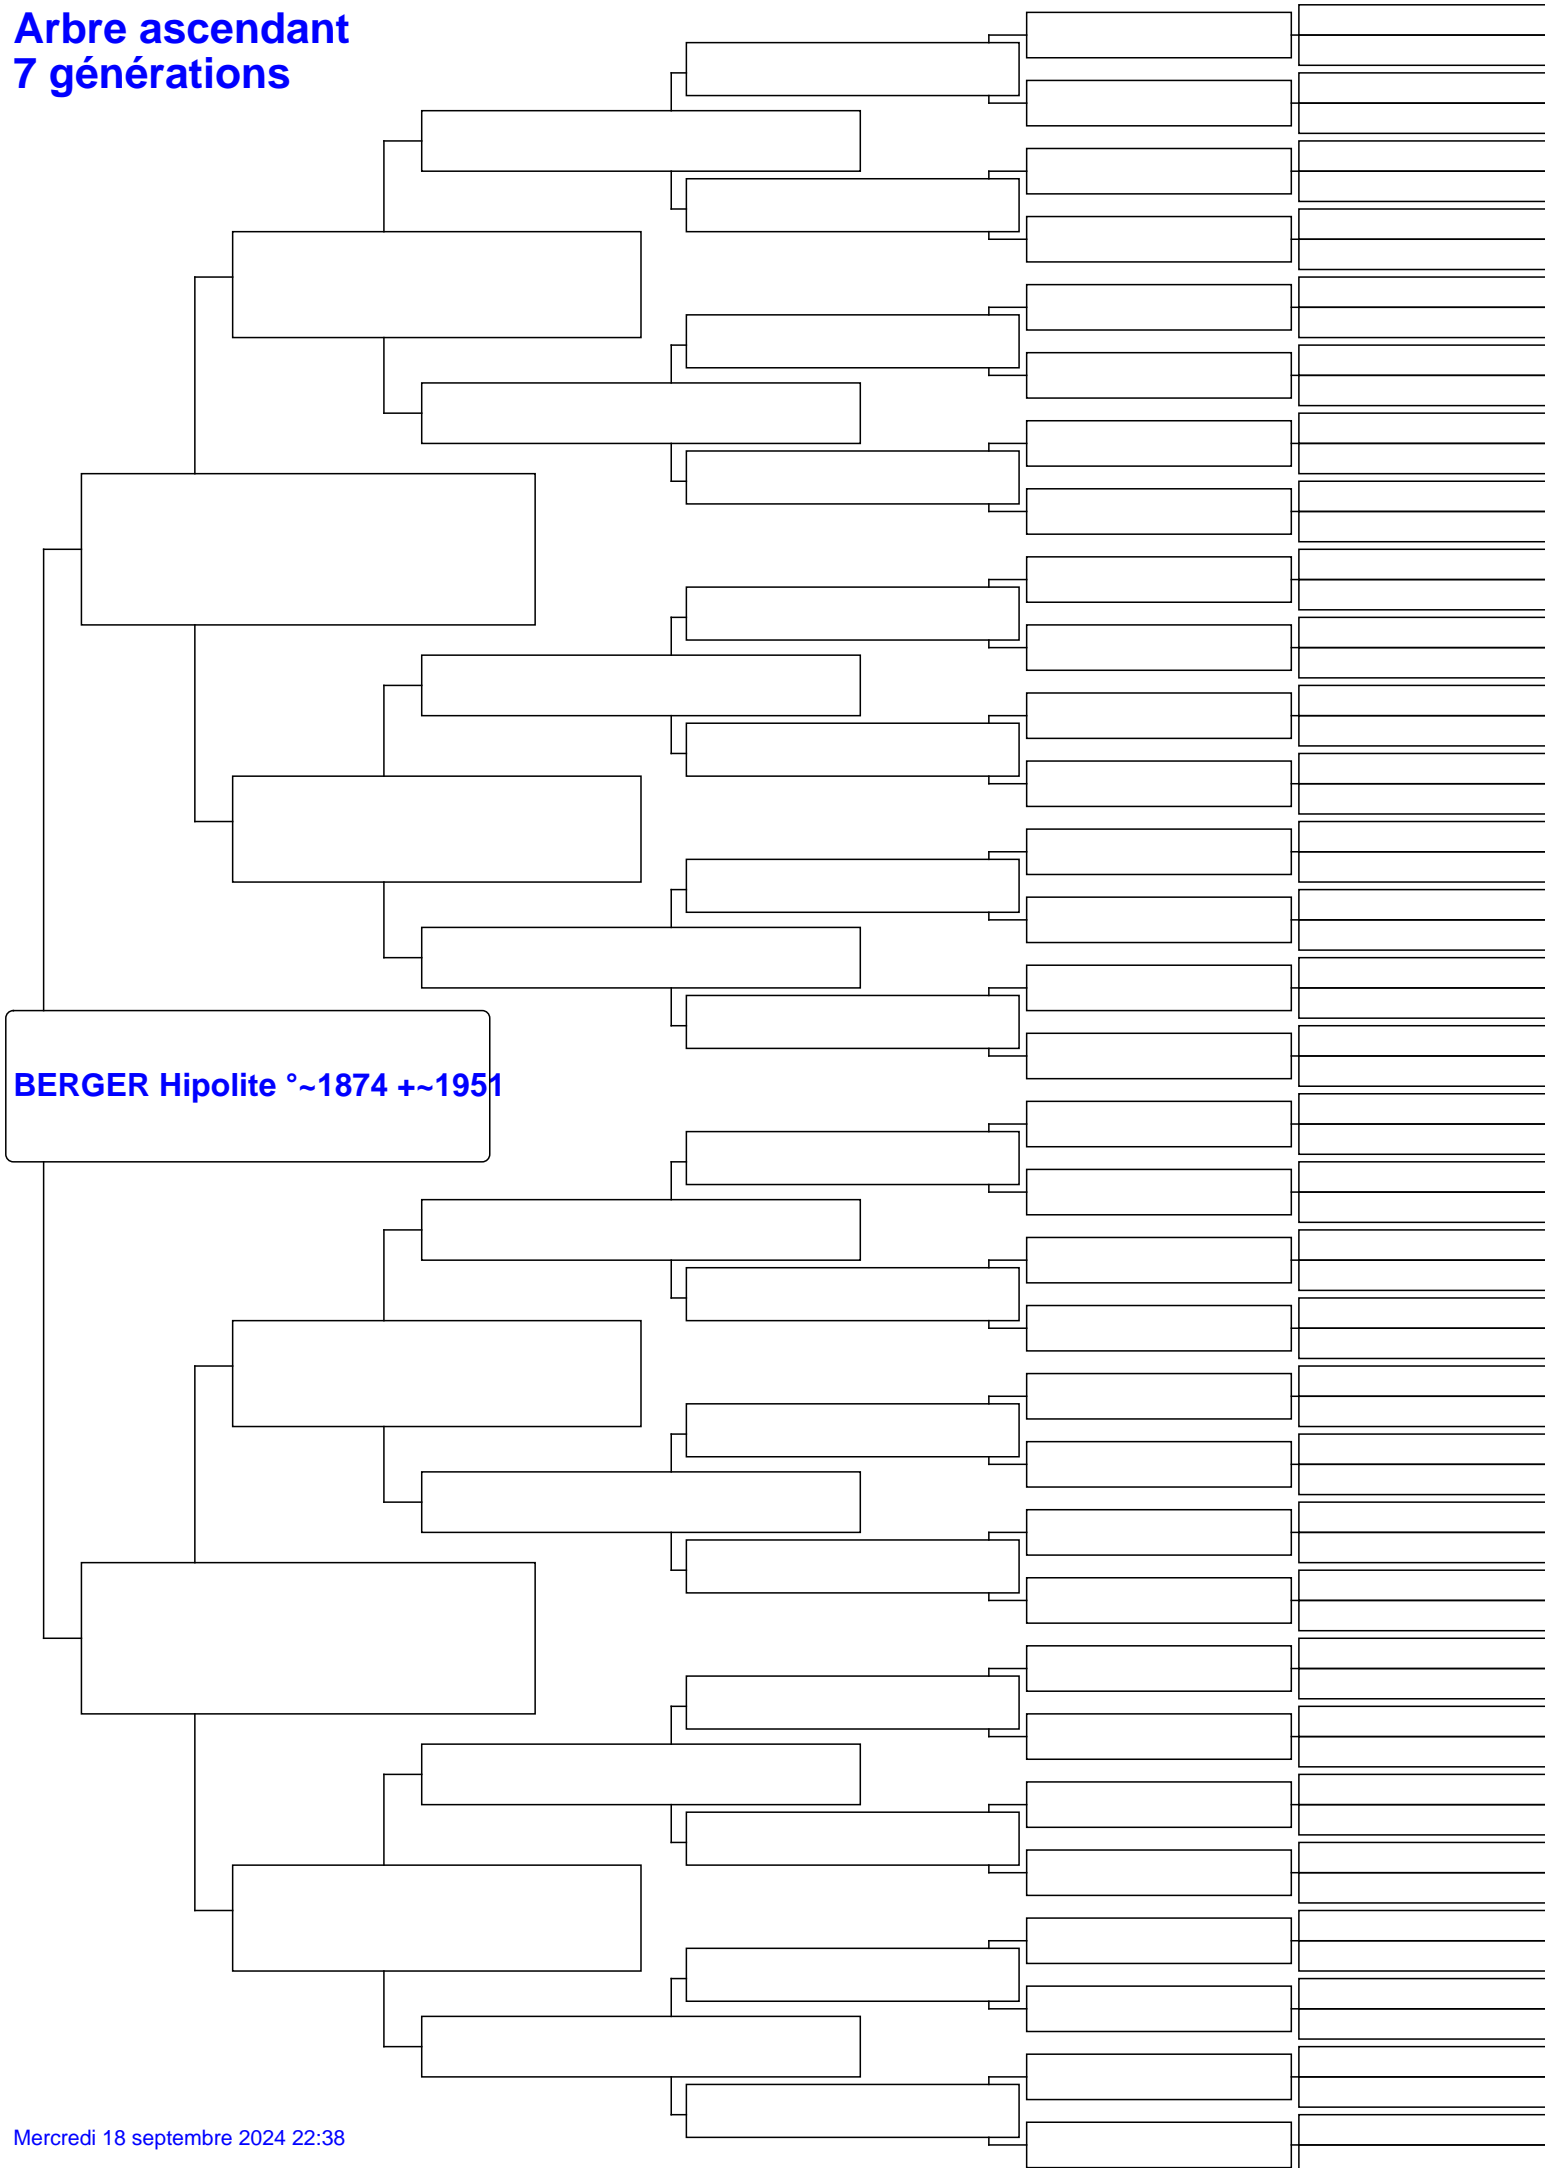 Arbre ascendant
7 générations
BERGER Hipolite °~1874 +~1951
Mercredi 18 septembre 2024 22:38